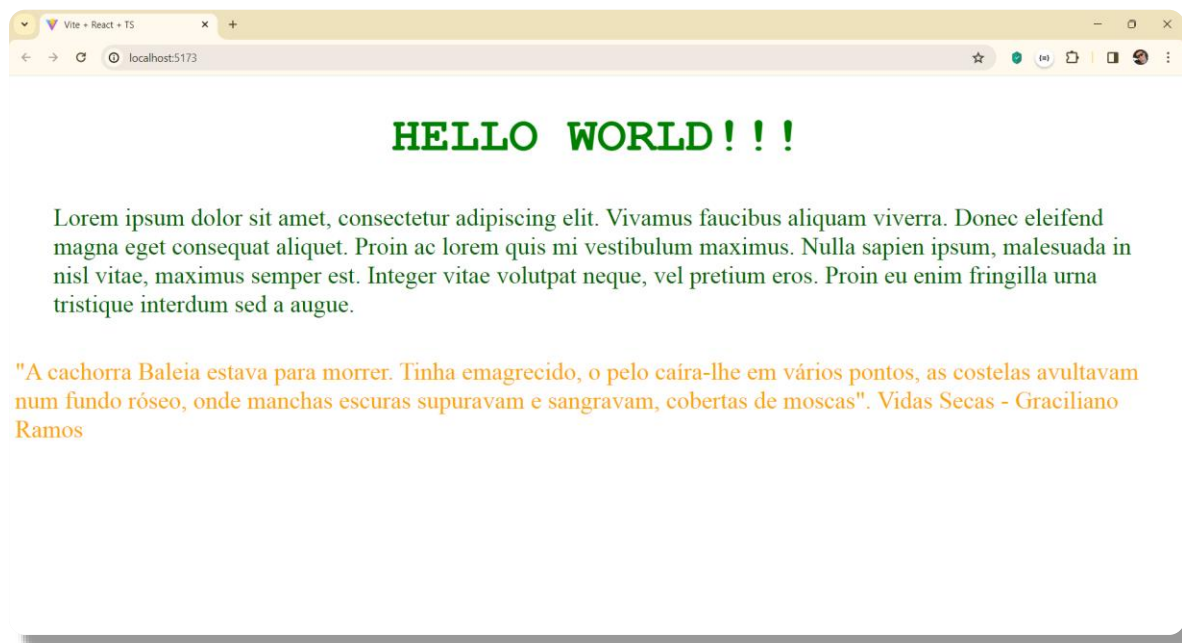 Vite + React + TS
localhost:5173
HELLO WORLD!!!
Lorem ipsum dolor sit amet, consectetur adipiscing elit. Vivamus faucibus aliquam viverra. Donec eleifend
magna eget consequat aliquet. Proin ac lorem quis mi vestibulum maximus. Nulla sapien ipsum, malesuada in
nisl vitae, maximus semper est. Integer vitae volutpat neque, vel pretium eros. Proin eu enim fringilla urna
tristique interdum sed a augue.
"A cachorra Baleia estava para morrer. Tinha emagrecido, o pelo caíra-lhe em vários pontos, as costelas avultavam
num fundo róseo, onde manchas escuras supuravam e sangravam, cobertas de moscas". Vidas Secas - Graciliano
Ramos